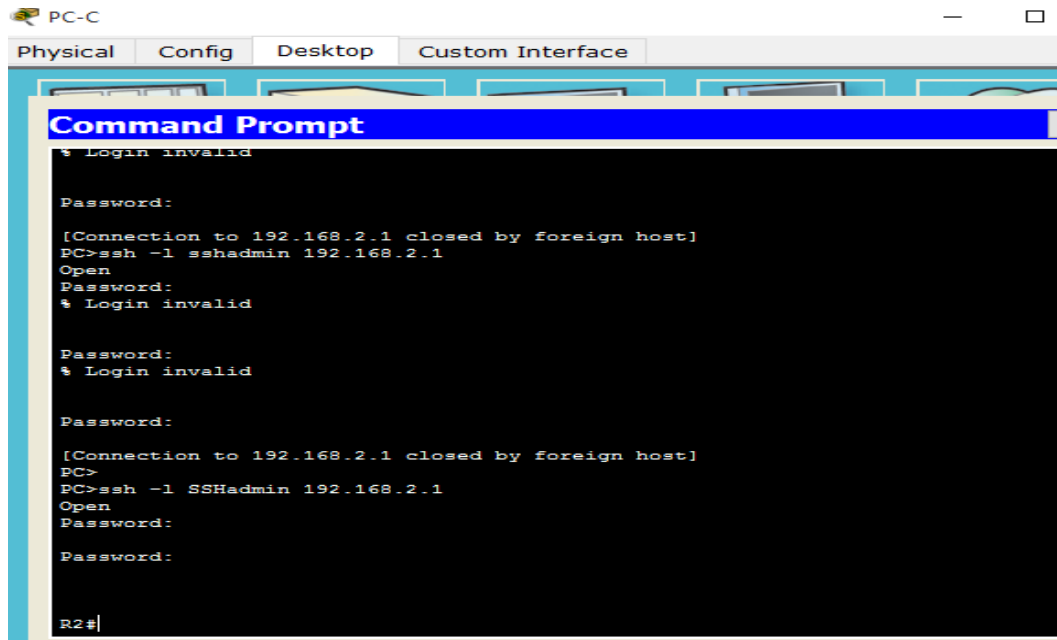 PC-C
Physical Config Desktop Custom Interface
Command Prompt
% Login invalid
Password:
[Connection to 192.168.2.1 closed by foreign host]
PC>ssh -l sshadmin 192.168.2.1
Open
Password:
% Login invalid
Password:
% Login invalid
Password:
[Connection to 192.168.2.1 closed by foreign host]
PC>
PC>ssh -l SSHadmin 192.168.2.1
Open
Password:
Password:
R2#